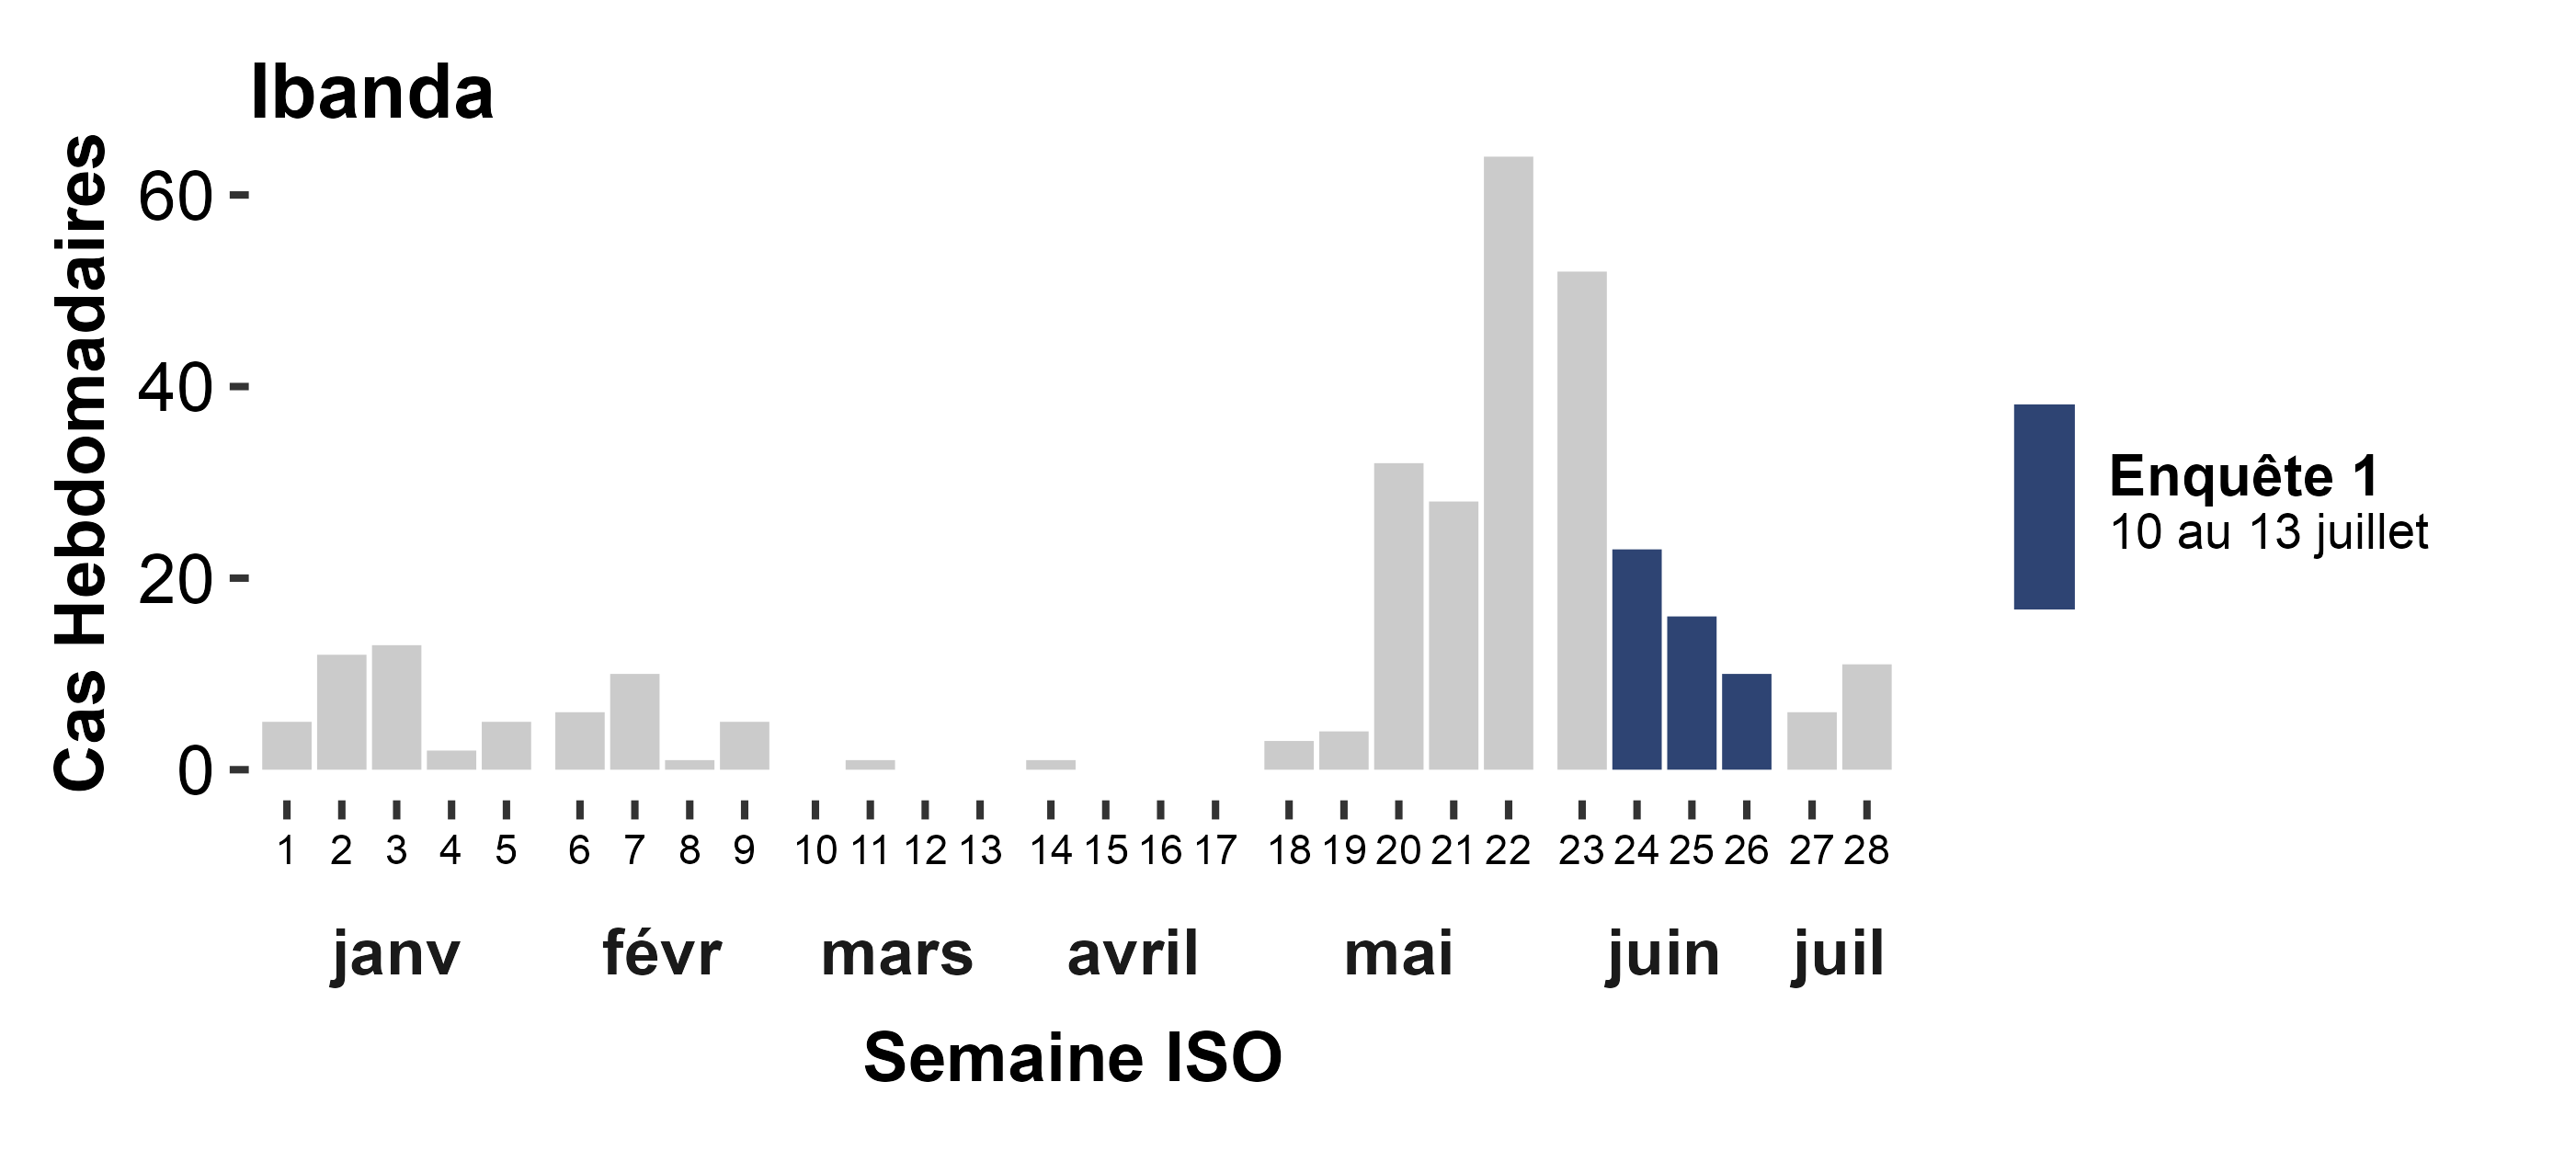 Ibanda
Cas Hebdomadaires
60
40
20
0
1 2 3 4 5 6 7 8 9 10 11 12 13 14 15 16 17 18 19 20 21 22 23 24 25 26 27 28
janv févr mars avril mai juin juil
Semaine ISO
Enquête 1
10 au 13 juillet